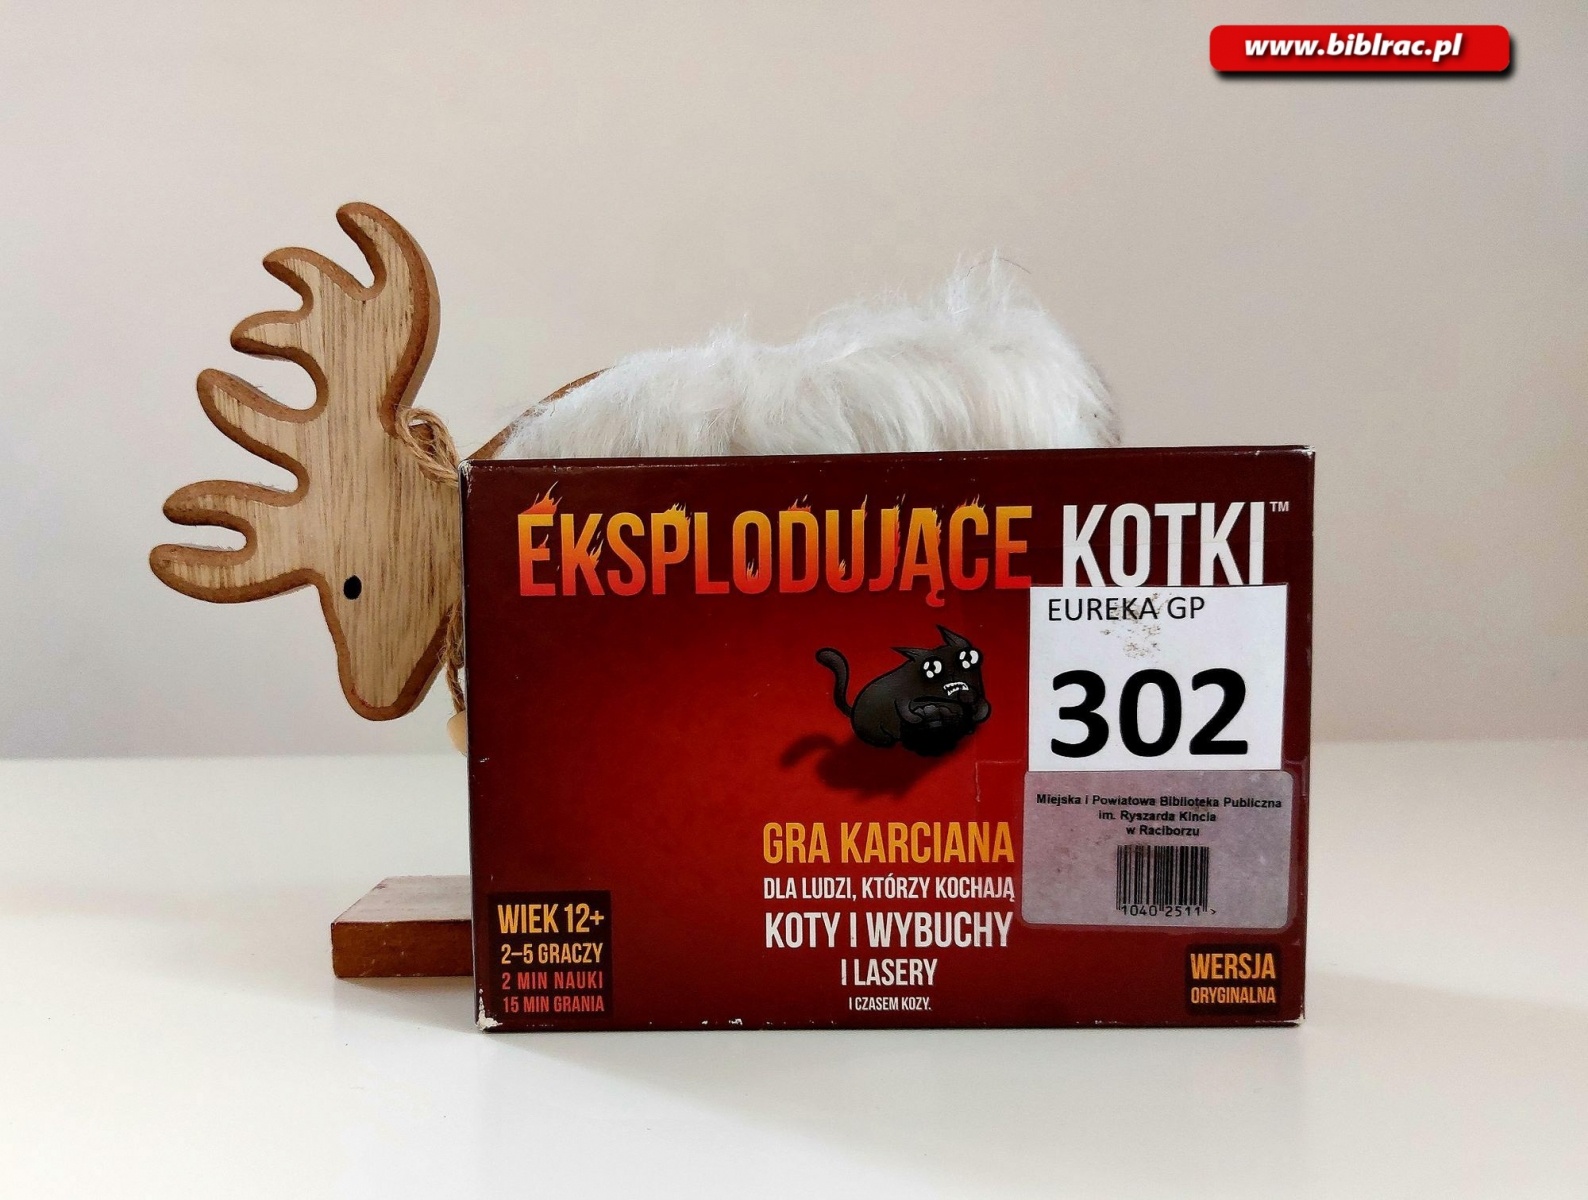 www.biblrac.pl
EKSPLODUJĄCE KOTKI™
EUREKA GP
302
Miejska i Powiatowa Biblioteka Publiczna
im. Ryszarda Kincla
w Raciborzu
1040 2511 >
GRA KARCIANA
DLA LUDZI, KTÓRZY KOCHAJĄ
KOTY I WYBUCHY
I LASERY
I CZASEM KOZY.
WIEK 12+
2–5 GRACZY
2 MIN NAUKI
15 MIN GRANIA
WERSJA
ORYGINALNA